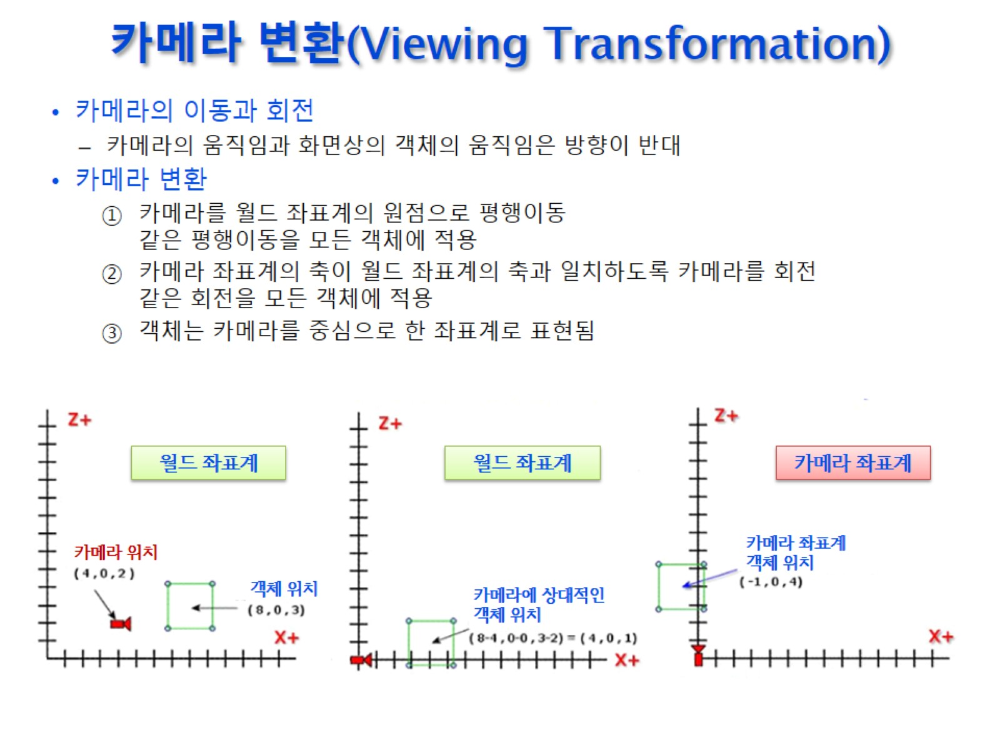 카메라 변환(Viewing Transformation)
• 카메라의 이동과 회전
– 카메라의 움직임과 화면상의 객체의 움직임은 방향이 반대
• 카메라 변환
① 카메라를 월드 좌표계의 원점으로 평행이동
같은 평행이동을 모든 객체에 적용
② 카메라 좌표계의 축이 월드 좌표계의 축과 일치하도록 카메라를 회전
같은 회전을 모든 객체에 적용
③ 객체는 카메라를 중심으로 한 좌표계로 표현됨
Z+
월드 좌표계
카메라 위치
(4,0,2)
객체 위치
(8,0,3)
X+
Z+
월드 좌표계
카메라에 상대적인
객체 위치
(8-4,0-0,3-2)=(4,0,1)
X+
Z+
카메라 좌표계
카메라 좌표계
객체 위치
(-1,0,4)
X+